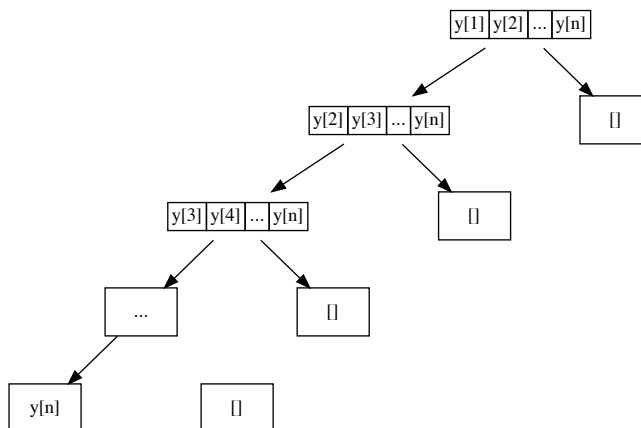 y[1] y[2] ... y[n]
y[2] y[3] ... y[n] []
y[3] y[4] ... y[n] []
... []
y[n] []